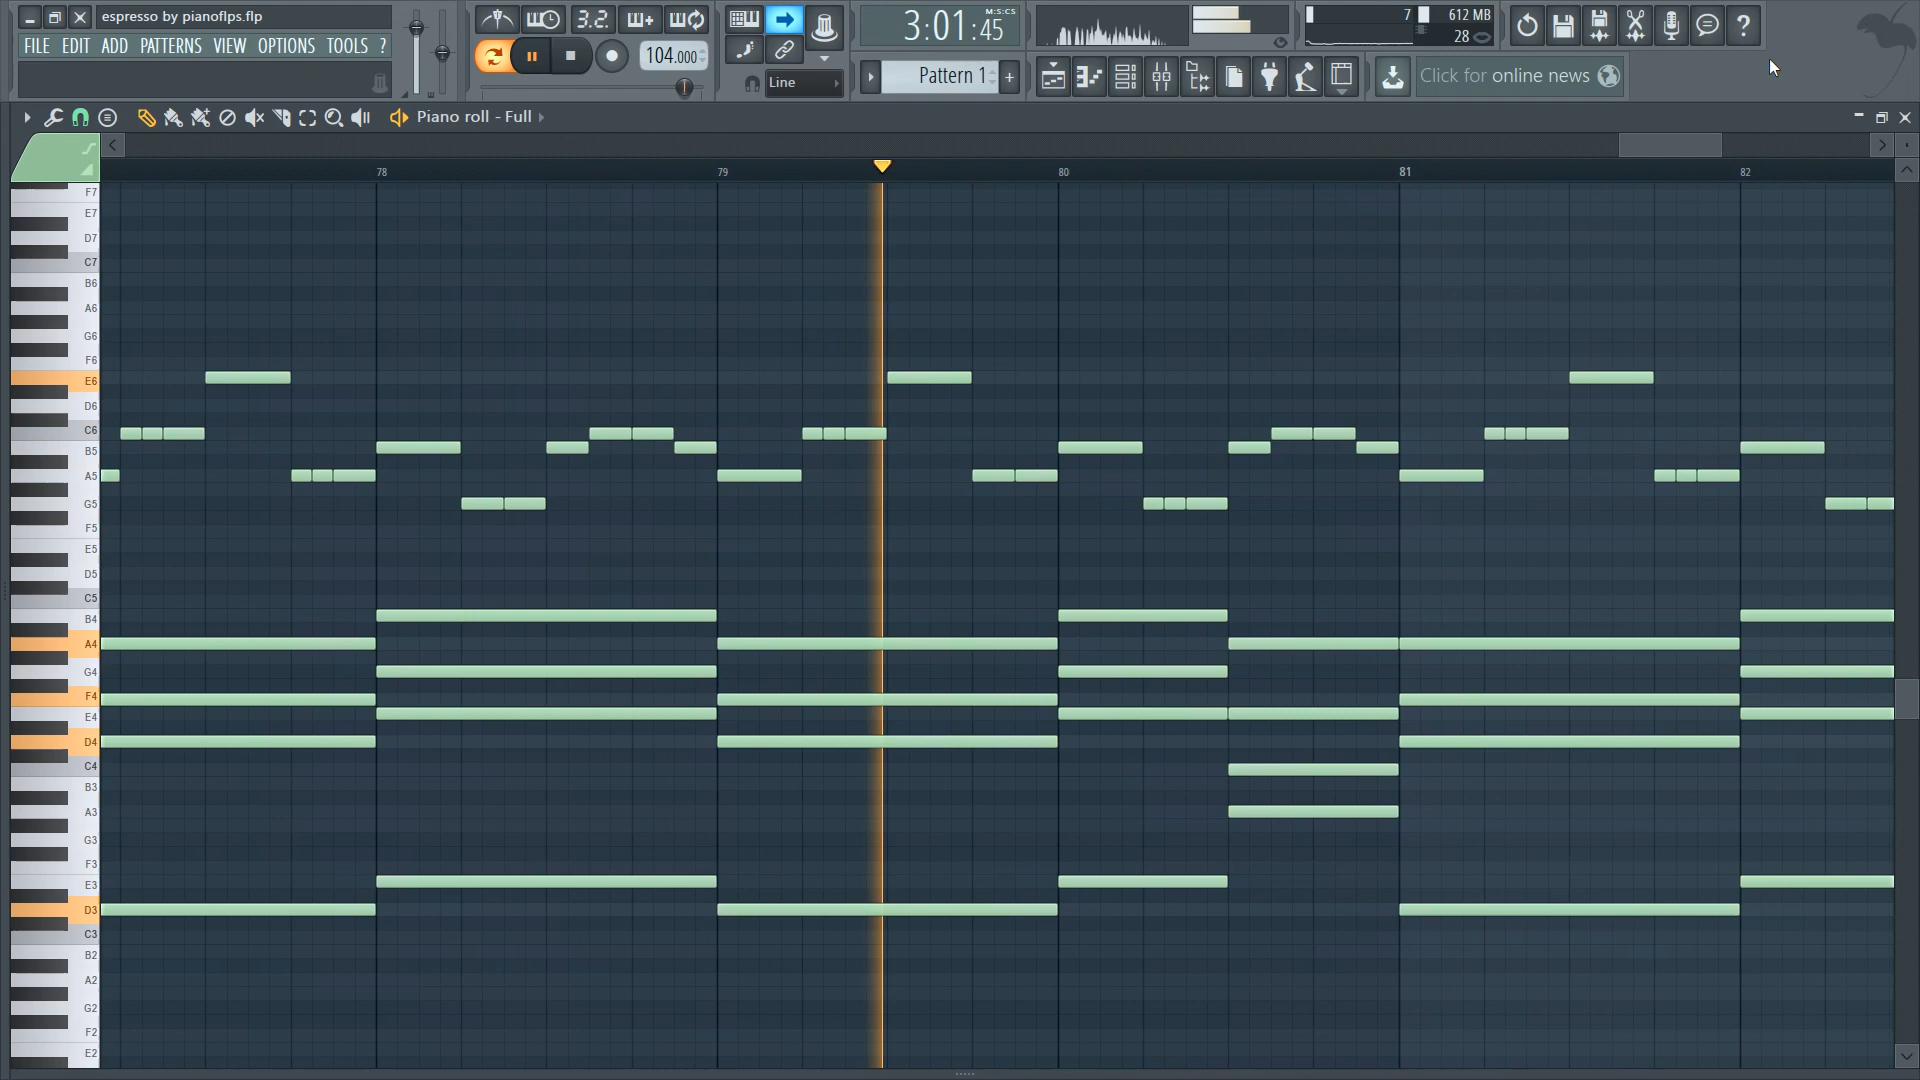 espresso by pianoflps.flp
FILE EDIT ADD PATTERNS VIEW OPTIONS TOOLS ?
3.2.
104.000
Line
3:01:45
M:S:CS
Pattern 1
+
7
612 MB
28
?
Click for online news
Piano roll - Full
78
79
80
81
82
F7
E7
D7
C7
B6
A6
G6
F6
E6
D6
C6
B5
A5
G5
F5
E5
D5
C5
B4
A4
G4
F4
E4
D4
C4
B3
A3
G3
F3
E3
D3
C3
B2
A2
G2
F2
E2